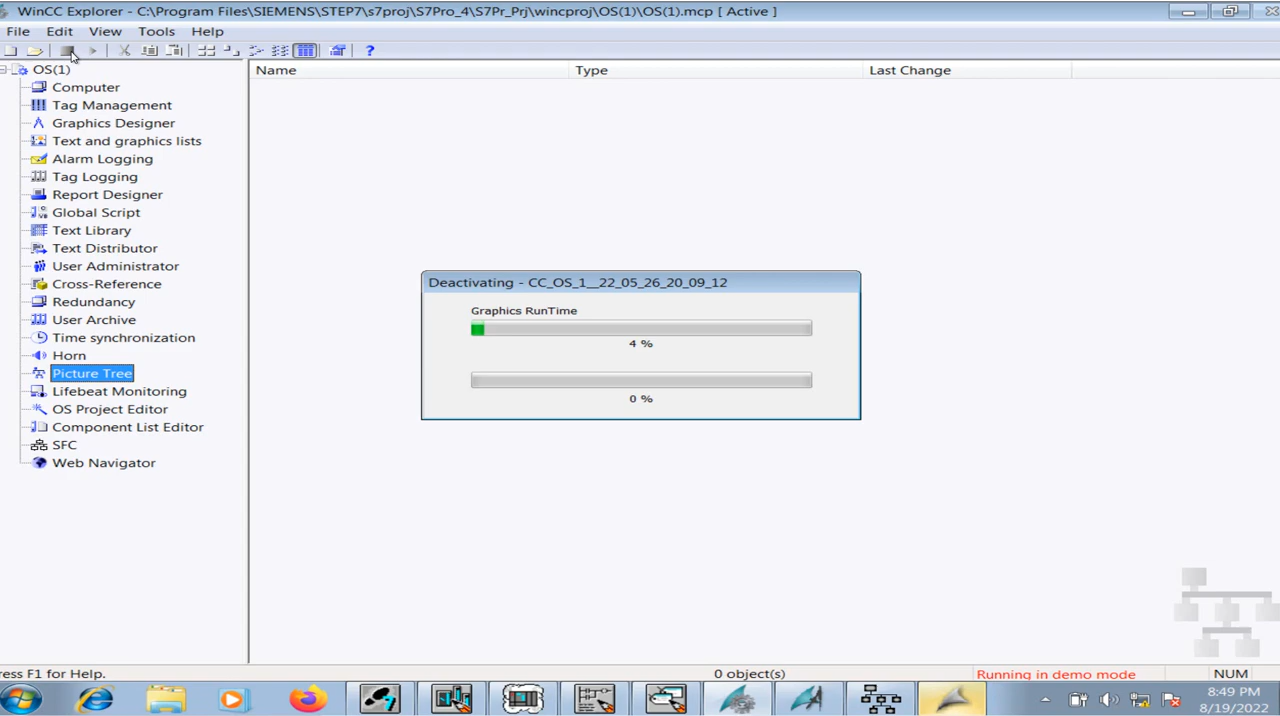 WinCC Explorer - C:\Program Files\SIEMENS\STEP7\s7proj\S7Pro_4\S7Pr_Prj\wincproj\OS(1)\OS(1).mcp [ Active ]
File Edit View Tools Help
OS(1)
Name Type Last Change
Computer
Tag Management
Graphics Designer
Text and graphics lists
Alarm Logging
Tag Logging
Report Designer
Global Script
Text Library
Text Distributor
User Administrator
Cross-Reference
Redundancy
User Archive
Time synchronization
Horn
Picture Tree
Lifebeat Monitoring
OS Project Editor
Component List Editor
SFC
Web Navigator
Deactivating - CC_OS_1__22_05_26_20_09_12
Graphics RunTime
4 %
0 %
ress F1 for Help.
0 object(s)
Running in demo mode
NUM
8:49 PM
8/19/2022